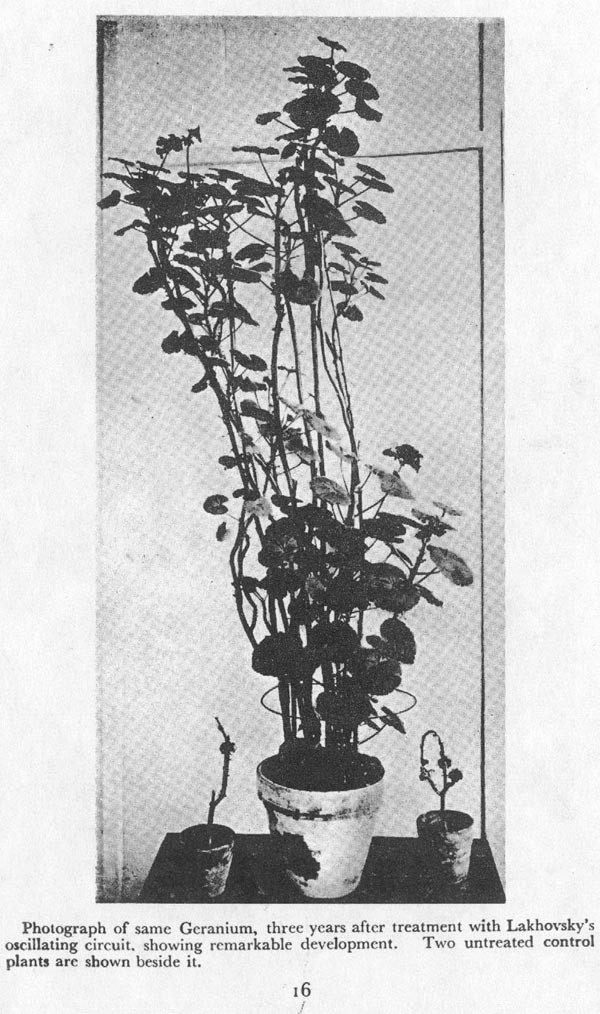 Photograph of same Geranium, three years after treatment with Lakhovsky's
oscillating circuit, showing remarkable development. Two untreated control
plants are shown beside it.
16